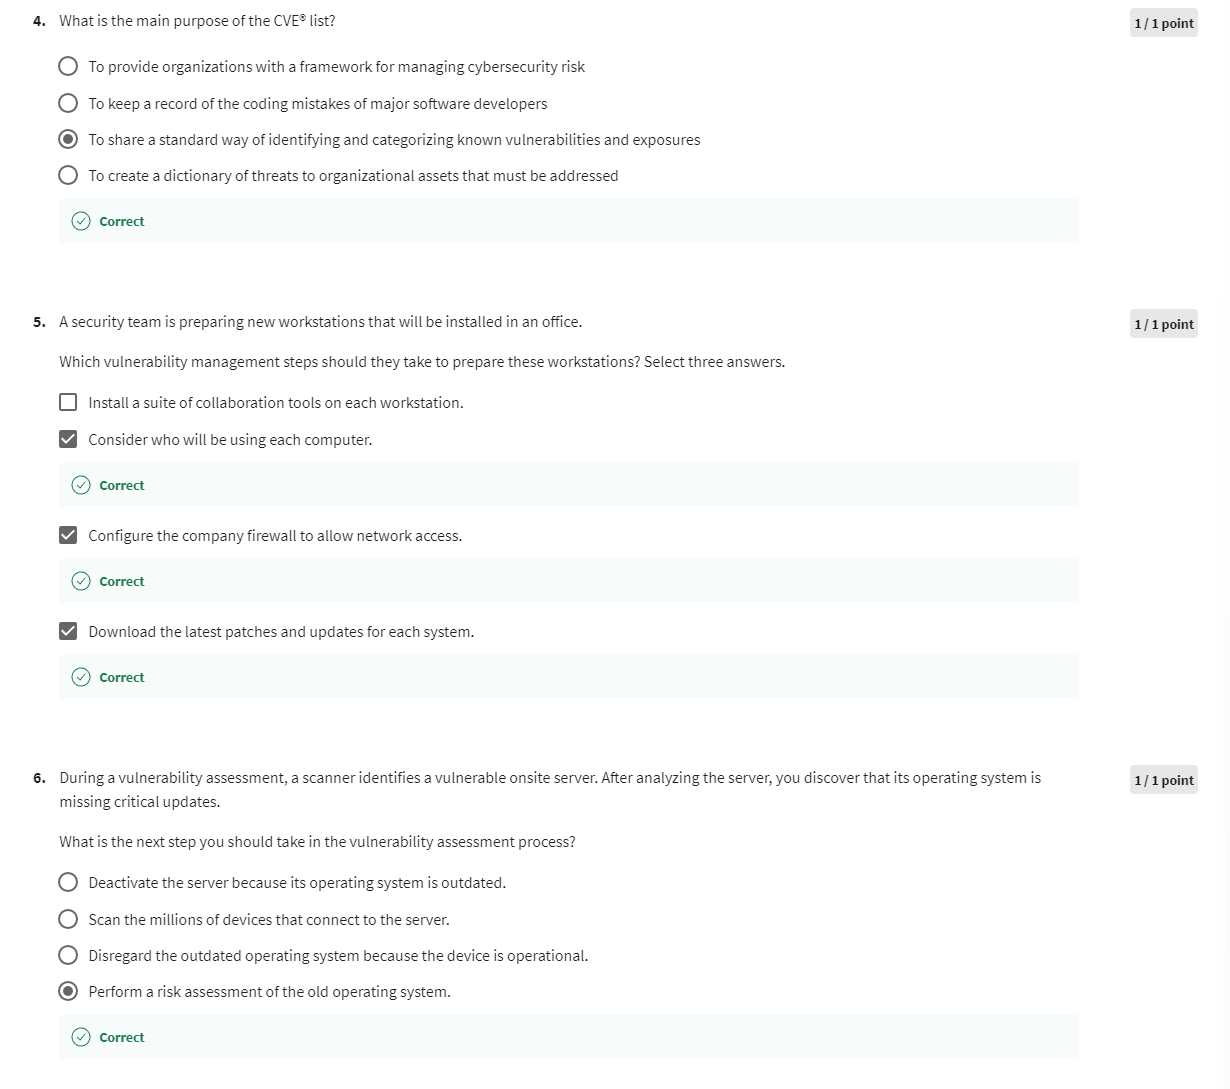 4. What is the main purpose of the CVE® list?
1 / 1 point
To provide organizations with a framework for managing cybersecurity risk
To keep a record of the coding mistakes of major software developers
To share a standard way of identifying and categorizing known vulnerabilities and exposures
To create a dictionary of threats to organizational assets that must be addressed
Correct
5. A security team is preparing new workstations that will be installed in an office.
1 / 1 point
Which vulnerability management steps should they take to prepare these workstations? Select three answers.
Install a suite of collaboration tools on each workstation.
Consider who will be using each computer.
Correct
Configure the company firewall to allow network access.
Correct
Download the latest patches and updates for each system.
Correct
6. During a vulnerability assessment, a scanner identifies a vulnerable onsite server. After analyzing the server, you discover that its operating system is
1 / 1 point
missing critical updates.
What is the next step you should take in the vulnerability assessment process?
Deactivate the server because its operating system is outdated.
Scan the millions of devices that connect to the server.
Disregard the outdated operating system because the device is operational.
Perform a risk assessment of the old operating system.
Correct